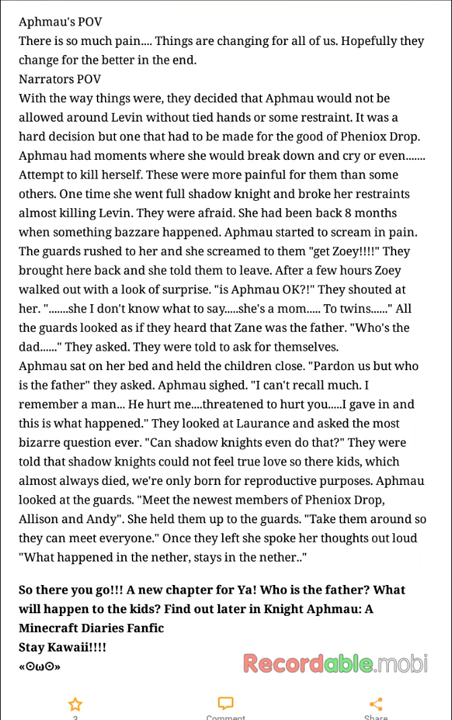 Aphmau's POV
There is so much pain.... Things are changing for all of us. Hopefully they
change for the better in the end.
Narrators POV
With the way things were, they decided that Aphmau would not be
allowed around Levin without tied hands or some restraint. It was a
hard decision but one that had to be made for the good of Pheniox Drop.
Aphmau had moments where she would break down and cry or even.......
Attempt to kill herself. These were more painful for them than some
others. One time she went full shadow knight and broke her restraints
almost killing Levin. They were afraid. She had been back 8 months
when something bazzare happened. Aphmau started to scream in pain.
The guards rushed to her and she screamed to them "get Zoey!!!!" They
brought here back and she told them to leave. After a few hours Zoey
walked out with a look of surprise. "is Aphmau OK?!" They shouted at
her. ".......she I don't know what to say.....she's a mom..... To twins......" All
the guards looked as if they heard that Zane was the father. "Who's the
dad......" They asked. They were told to ask for themselves.
Aphmau sat on her bed and held the children close. "Pardon us but who
is the father" they asked. Aphmau sighed. "I can't recall much. I
remember a man... He hurt me....threatened to hurt you.....I gave in and
this is what happened." They looked at Laurance and asked the most
bizarre question ever. "Can shadow knights even do that?" They were
told that shadow knights could not feel true love so there kids, which
almost always died, we're only born for reproductive purposes. Aphmau
looked at the guards. "Meet the newest members of Pheniox Drop,
Allison and Andy". She held them up to the guards. "Take them around so
they can meet everyone." Once they left she spoke her thoughts out loud
"What happened in the nether, stays in the nether.."
So there you go!!! A new chapter for Ya! Who is the father? What
will happen to the kids? Find out later in Knight Aphmau: A
Minecraft Diaries Fanfic
Stay Kawaii!!!!
«⊙ω⊙»
Recordable.mobi
Comment
Share